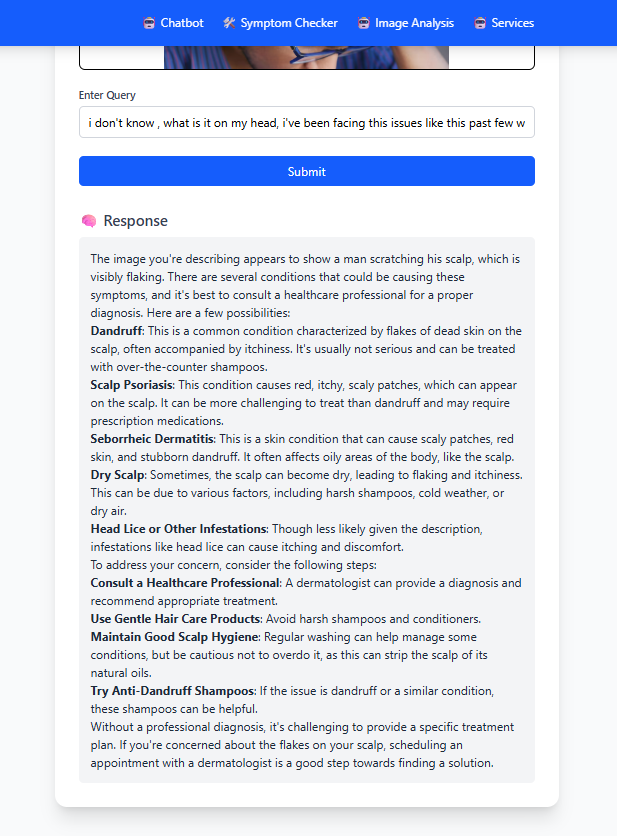 Chatbot Symptom Checker Image Analysis Services
Enter Query
i don't know , what is it on my head, i've been facing this issues like this past few w
Submit
Response
The image you're describing appears to show a man scratching his scalp, which is
visibly flaking. There are several conditions that could be causing these
symptoms, and it's best to consult a healthcare professional for a proper
diagnosis. Here are a few possibilities:
Dandruff: This is a common condition characterized by flakes of dead skin on the
scalp, often accompanied by itchiness. It's usually not serious and can be treated
with over-the-counter shampoos.
Scalp Psoriasis: This condition causes red, itchy, scaly patches, which can appear
on the scalp. It can be more challenging to treat than dandruff and may require
prescription medications.
Seborrheic Dermatitis: This is a skin condition that can cause scaly patches, red
skin, and stubborn dandruff. It often affects oily areas of the body, like the scalp.
Dry Scalp: Sometimes, the scalp can become dry, leading to flaking and itchiness.
This can be due to various factors, including harsh shampoos, cold weather, or
dry air.
Head Lice or Other Infestations: Though less likely given the description,
infestations like head lice can cause itching and discomfort.
To address your concern, consider the following steps:
Consult a Healthcare Professional: A dermatologist can provide a diagnosis and
recommend appropriate treatment.
Use Gentle Hair Care Products: Avoid harsh shampoos and conditioners.
Maintain Good Scalp Hygiene: Regular washing can help manage some
conditions, but be cautious not to overdo it, as this can strip the scalp of its
natural oils.
Try Anti-Dandruff Shampoos: If the issue is dandruff or a similar condition,
these shampoos can be helpful.
Without a professional diagnosis, it's challenging to provide a specific treatment
plan. If you're concerned about the flakes on your scalp, scheduling an
appointment with a dermatologist is a good step towards finding a solution.